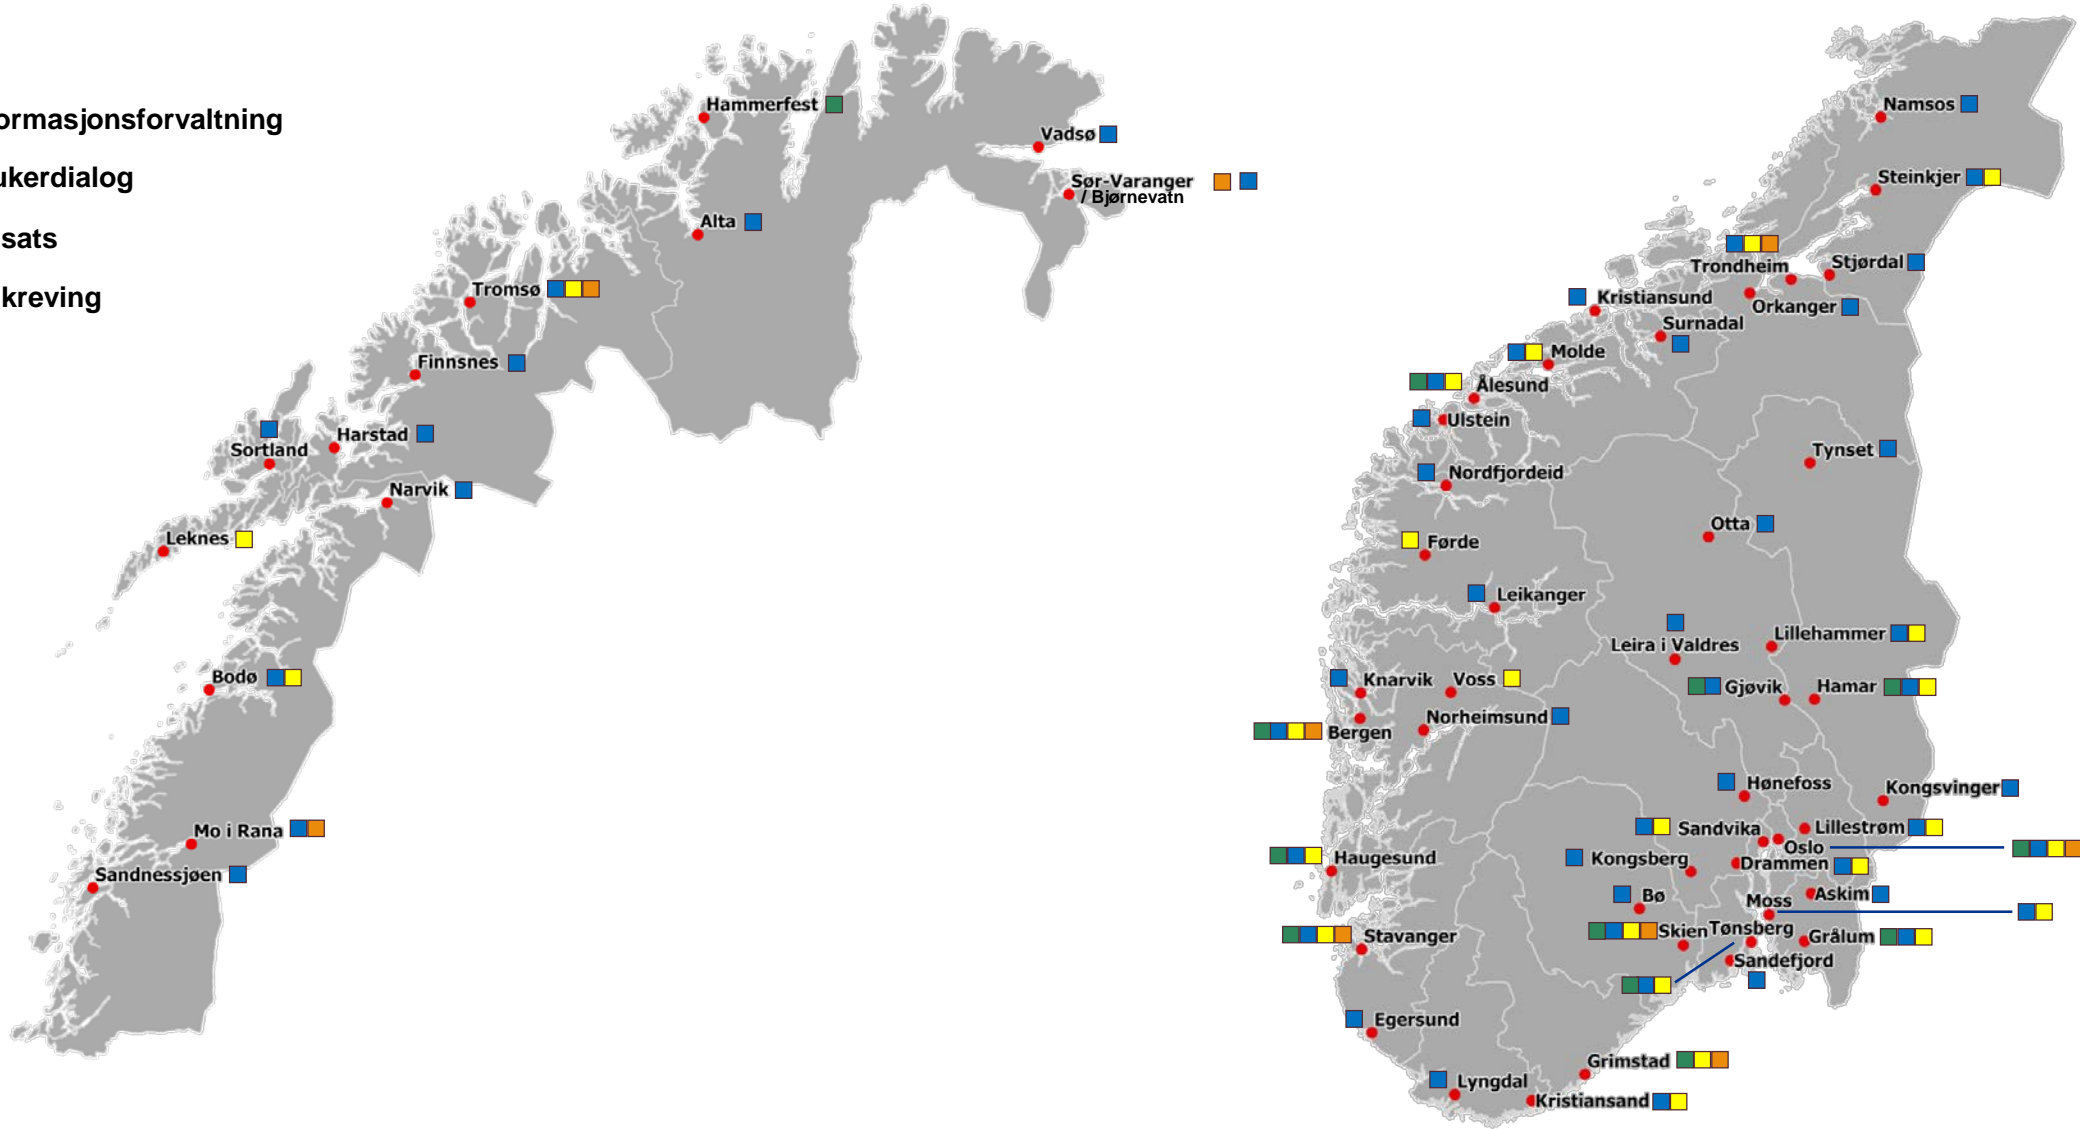 ormasjonsforvaltning
ukerdialog
sats
kreving
Hammerfest
Vadsø
Sør-Varanger
/ Bjørnevatn
Alta
Tromsø
Finnsnes
Harstad
Sortland
Narvik
Leknes
Bodø
Mo i Rana
Sandnessjøen
Namsos
Steinkjer
Trondheim
Stjørdal
Kristiansund
Orkanger
Surnadal
Molde
Ålesund
Ulstein
Tynset
Nordfjordeid
Otta
Førde
Leikanger
Lillehammer
Leira i Valdres
Knarvik
Voss
Gjøvik
Hamar
Norheimsund
Bergen
Hønefoss
Kongsvinger
Sandvika
Lillestrøm
Oslo
Haugesund
Kongsberg
Drammen
Bø
Moss
Askim
Stavanger
Skien
Tønsberg
Grålum
Sandefjord
Egersund
Grimstad
Lyngdal
Kristiansand